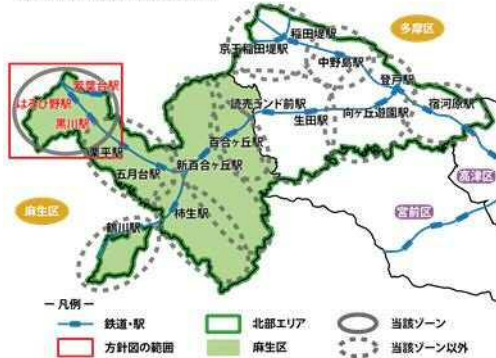 多摩区
稲田堤駅
京王稲田堤駅
中野島駅
登戸駅
若葉台駅
はるひ野駅
黒川駅
読売ランド前駅
生田駅
向ヶ丘遊園駅
宿河原駅
百合ヶ丘駅
栗平駅
新百合ヶ丘駅
五月台駅
高津区
麻生区
柿生駅
鶴川駅
宮前区
― 凡例 ―
鉄道・駅
北部エリア
当該ゾーン
方針図の範囲
麻生区
当該ゾーン以外